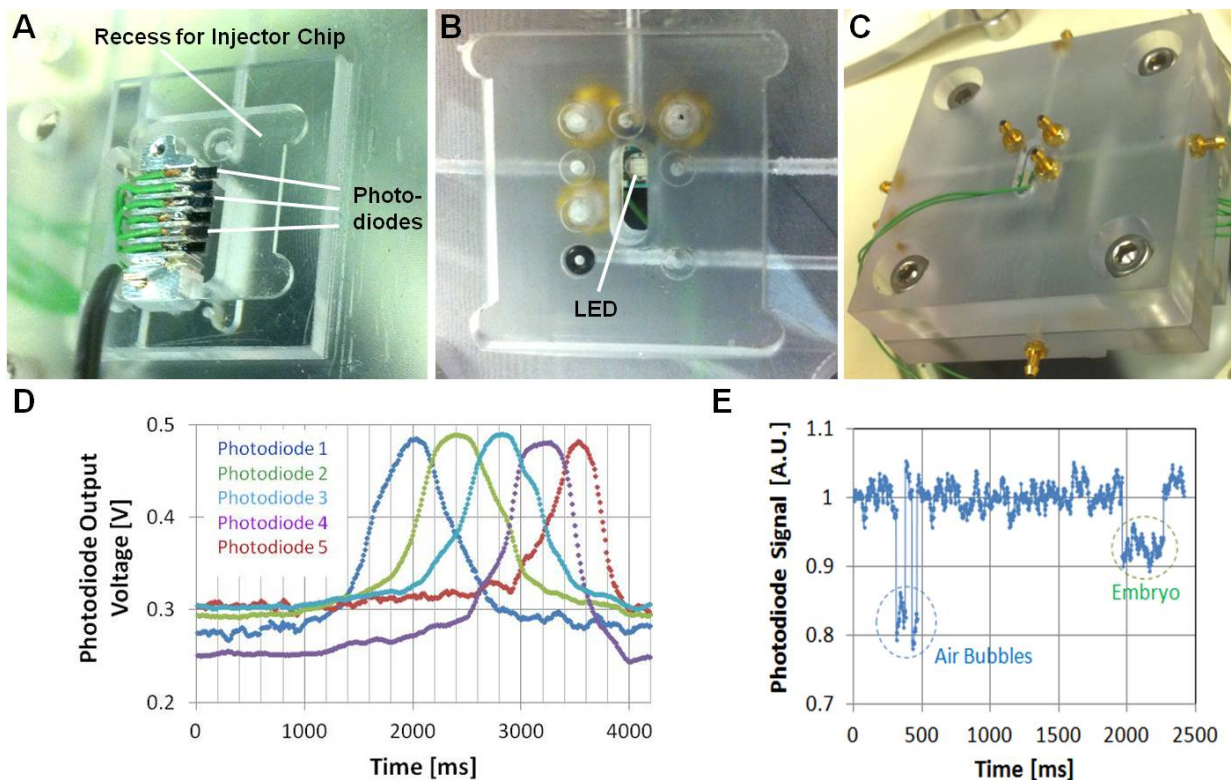 A
Recess for Injector Chip
Photo-
diodes
B
LED
C
D
Photodiode Output
Voltage [V]
0.5
0.4
0.3
0.2
Photodiode 1
Photodiode 2
Photodiode 3
Photodiode 4
Photodiode 5
0
1000
2000
3000
4000
Time [ms]
E
Photodiode Signal [A.U.]
1.1
1
0.9
0.8
0.7
Air Bubbles
Embryo
0
500
1000
1500
2000
2500
Time [ms]